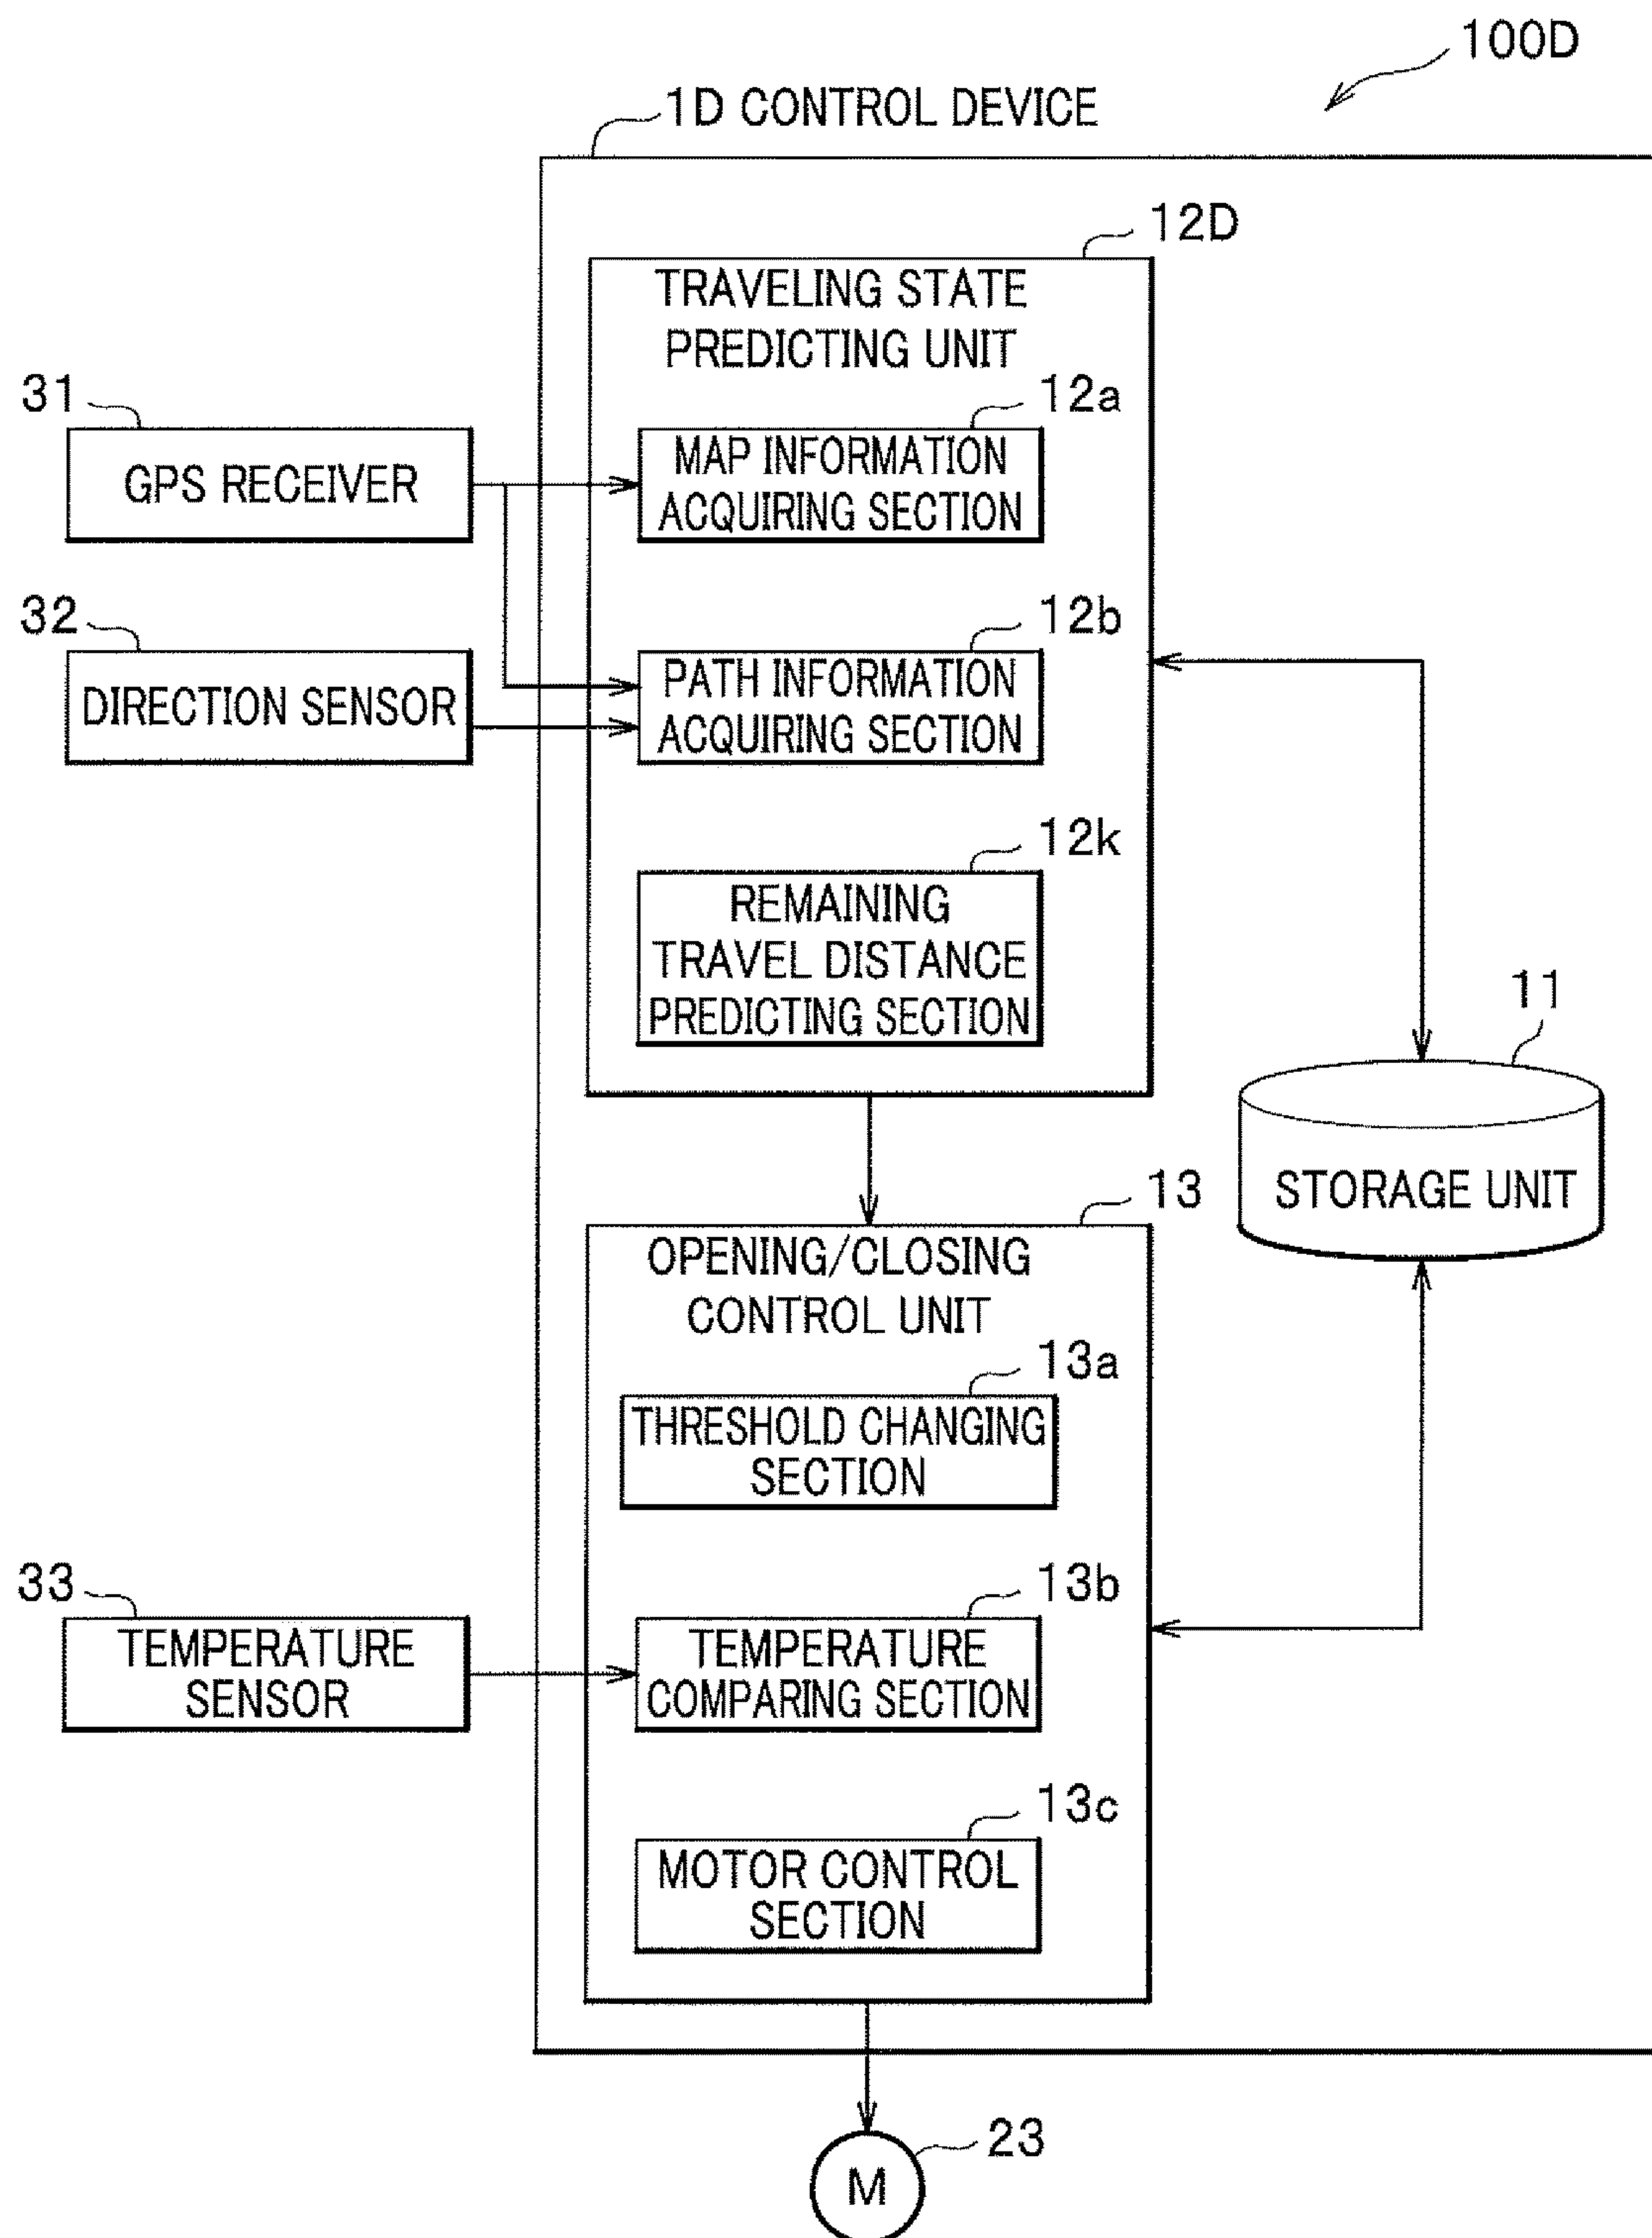 100D
1D CONTROL DEVICE
12D
TRAVELING STATE
PREDICTING UNIT
31
12a
GPS RECEIVER
MAP INFORMATION
ACQUIRING SECTION
32
12b
DIRECTION SENSOR
PATH INFORMATION
ACQUIRING SECTION
12k
REMAINING
TRAVEL DISTANCE
PREDICTING SECTION
11
STORAGE UNIT
13
OPENING/CLOSING
CONTROL UNIT
13a
THRESHOLD CHANGING
SECTION
33
13b
TEMPERATURE
SENSOR
TEMPERATURE
COMPARING SECTION
13c
MOTOR CONTROL
SECTION
23
M